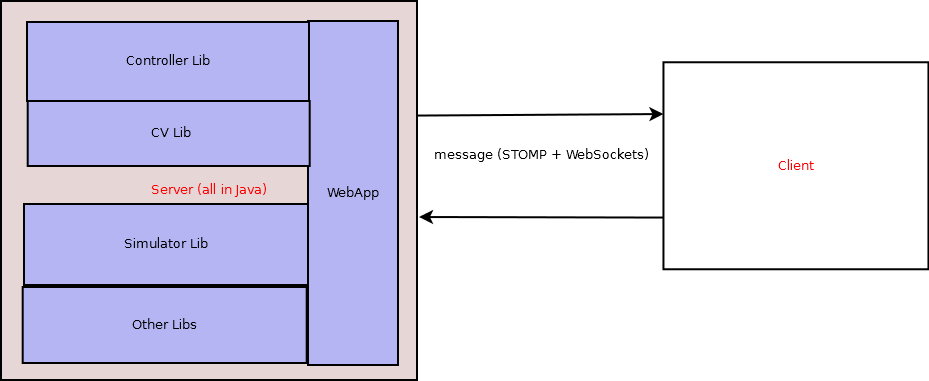 Controller Lib
CV Lib
Server (all in Java)
WebApp
Simulator Lib
Other Libs
message (STOMP + WebSockets)
Client